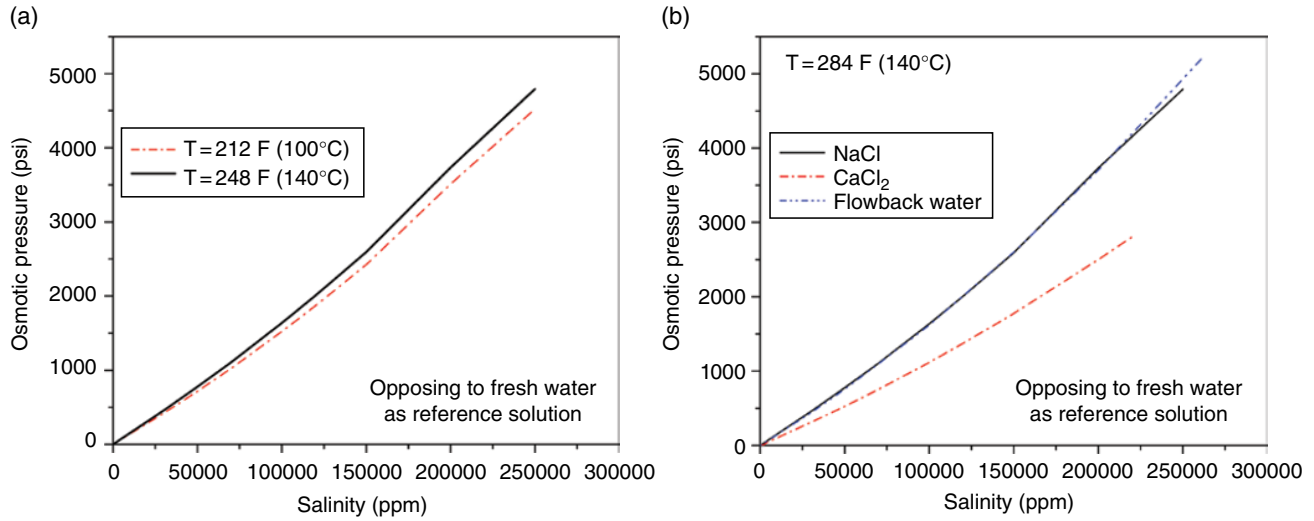 (a)
5000
4000
3000
2000
1000
0
Osmotic pressure (psi)
T = 212 F (100°C)
T = 248 F (140°C)
Opposing to fresh water
as reference solution
0 50000 100000 150000 200000 250000 300000
Salinity (ppm)
(b)
T = 284 F (140°C)
5000
4000
3000
2000
1000
0
Osmotic pressure (psi)
NaCl
CaCl₂
Flowback water
Opposing to fresh water
as reference solution
0 50000 100000 150000 200000 250000 300000
Salinity (ppm)